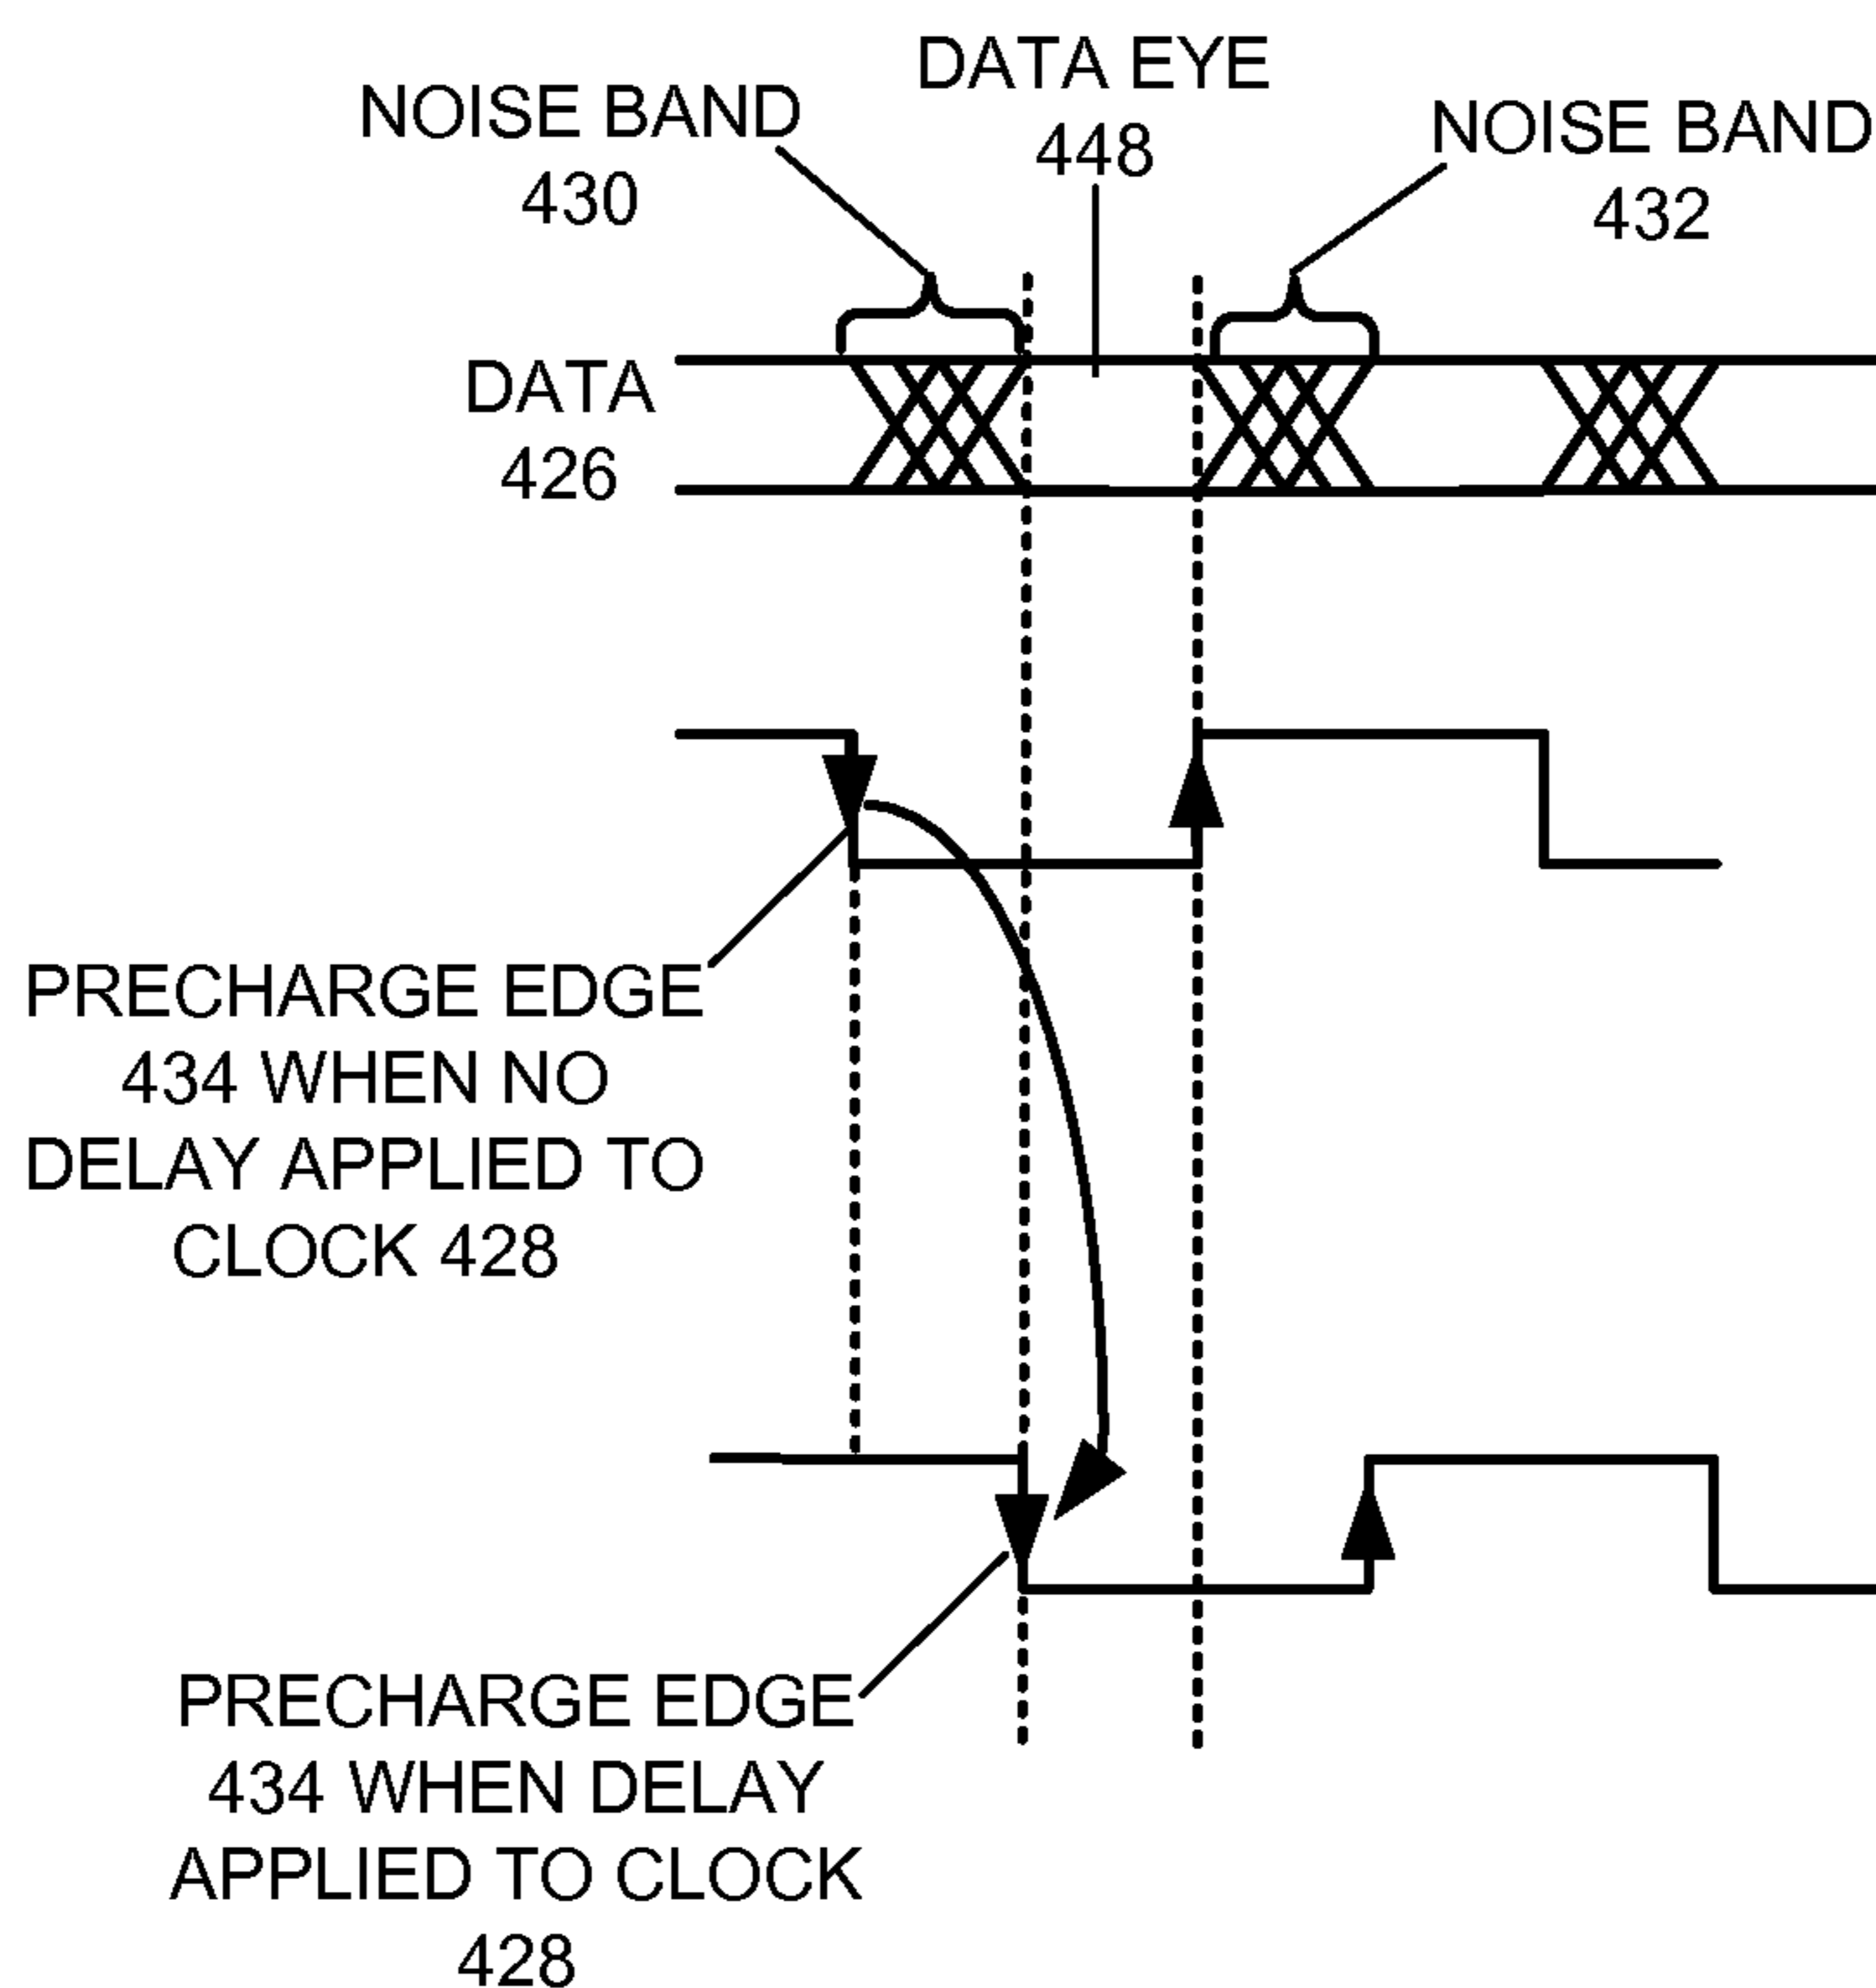 NOISE BAND
430
DATA EYE
448
NOISE BAND
432
DATA
426
PRECHARGE EDGE
434 WHEN NO
DELAY APPLIED TO
CLOCK 428
PRECHARGE EDGE
434 WHEN DELAY
APPLIED TO CLOCK
428